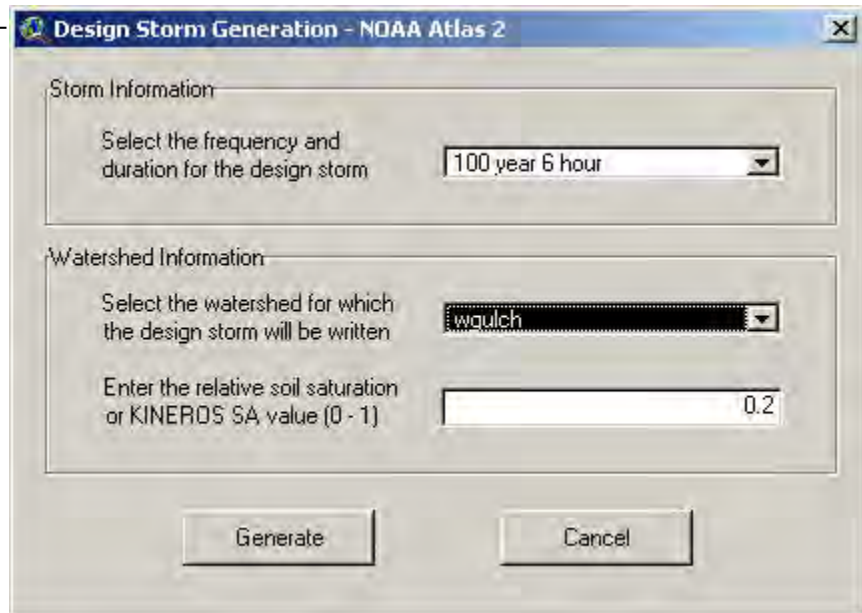 Design Storm Generation - NOAA Atlas 2
Storm Information
Select the frequency and
duration for the design storm
100 year 6 hour
Watershed Information
Select the watershed for which
the design storm will be written
wgulch
Enter the relative soil saturation
or KINEROS SA value (0 - 1)
0.2
Generate
Cancel